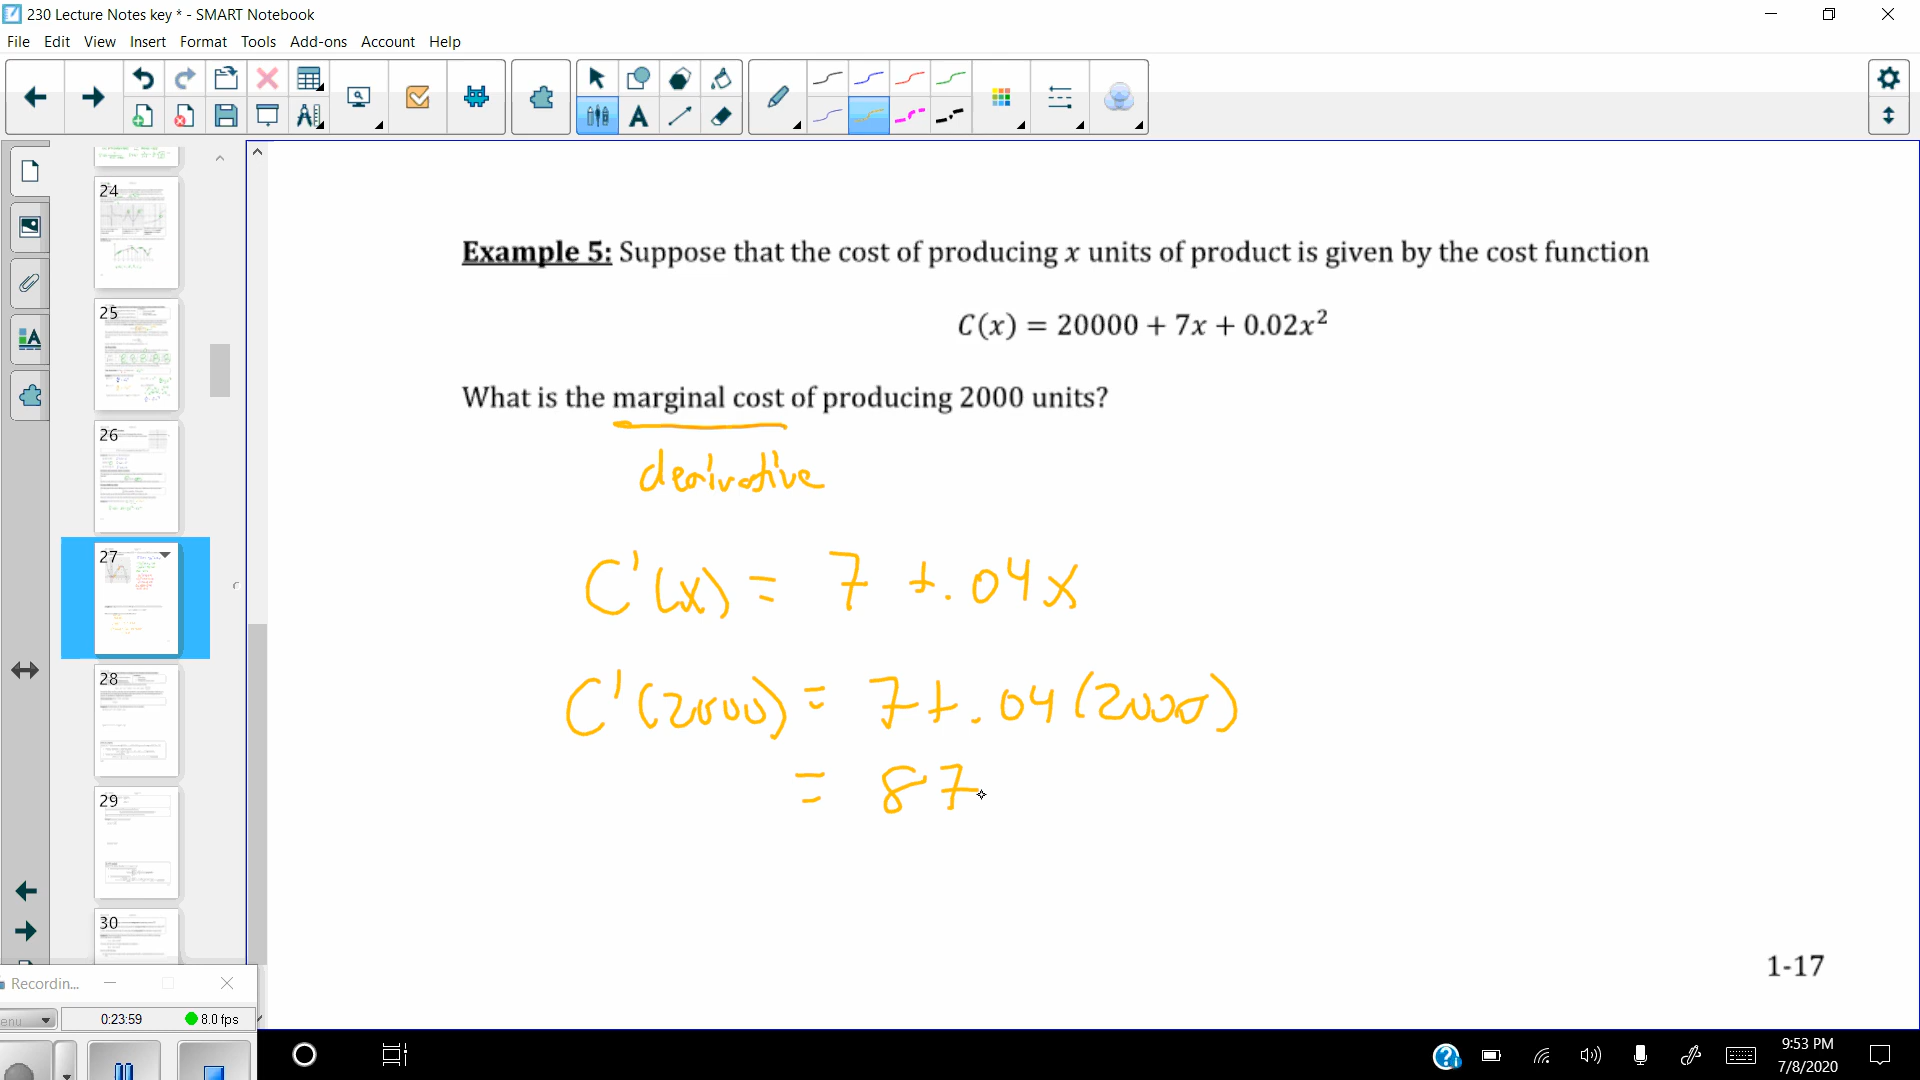 230 Lecture Notes key * - SMART Notebook
File Edit View Insert Format Tools Add-ons Account Help
24
25
26
27
28
29
30
Example 5: Suppose that the cost of producing x units of product is given by the cost function
C(x) = 20000 + 7x + 0.02x²
What is the marginal cost of producing 2000 units?
derivative
C'(x) = 7 + .04x
C'(2000) = 7 + .04(2000)
= 87
1-17
Recordin...
enu
0:23:59 8.0 fps
9:53 PM
7/8/2020